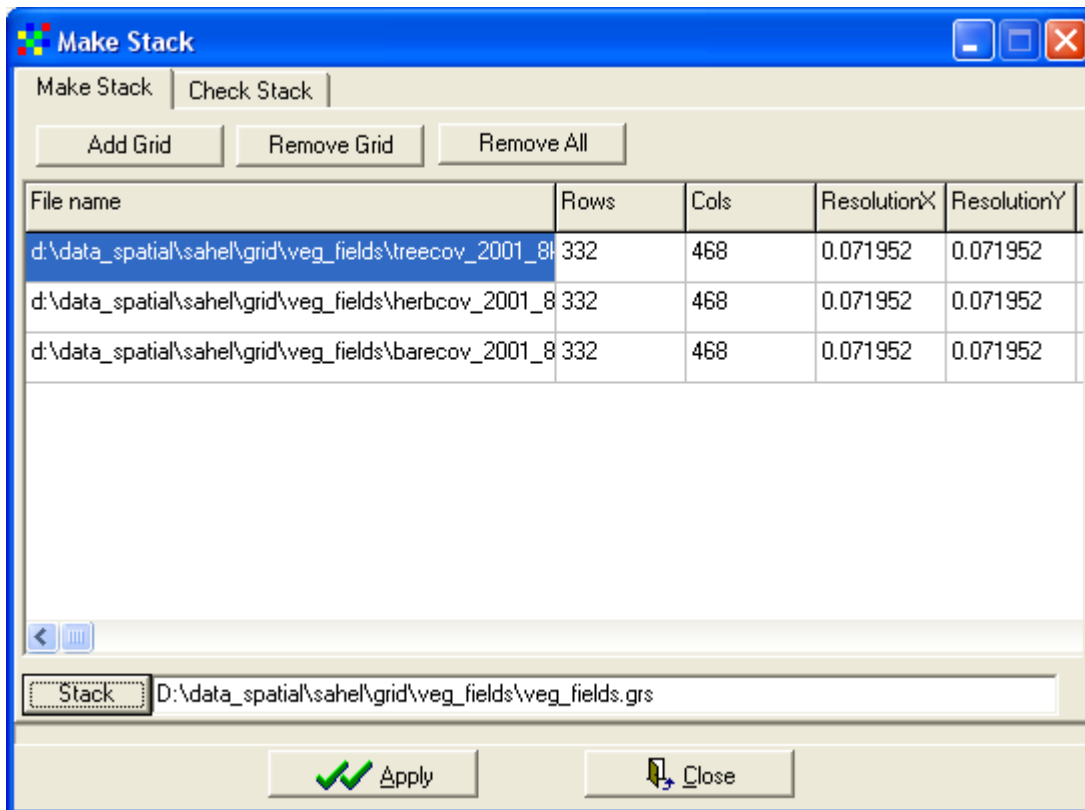 Make Stack
Make Stack Check Stack
Add Grid Remove Grid Remove All
File name Rows Cols ResolutionX ResolutionY
d:\data_spatial\sahel\grid\veg_fields\treecov_2001_8k 332 468 0.071952 0.071952
d:\data_spatial\sahel\grid\veg_fields\herbcov_2001_8 332 468 0.071952 0.071952
d:\data_spatial\sahel\grid\veg_fields\barecov_2001_8 332 468 0.071952 0.071952
Stack D:\data_spatial\sahel\grid\veg_fields\veg_fields.grs
Apply Close